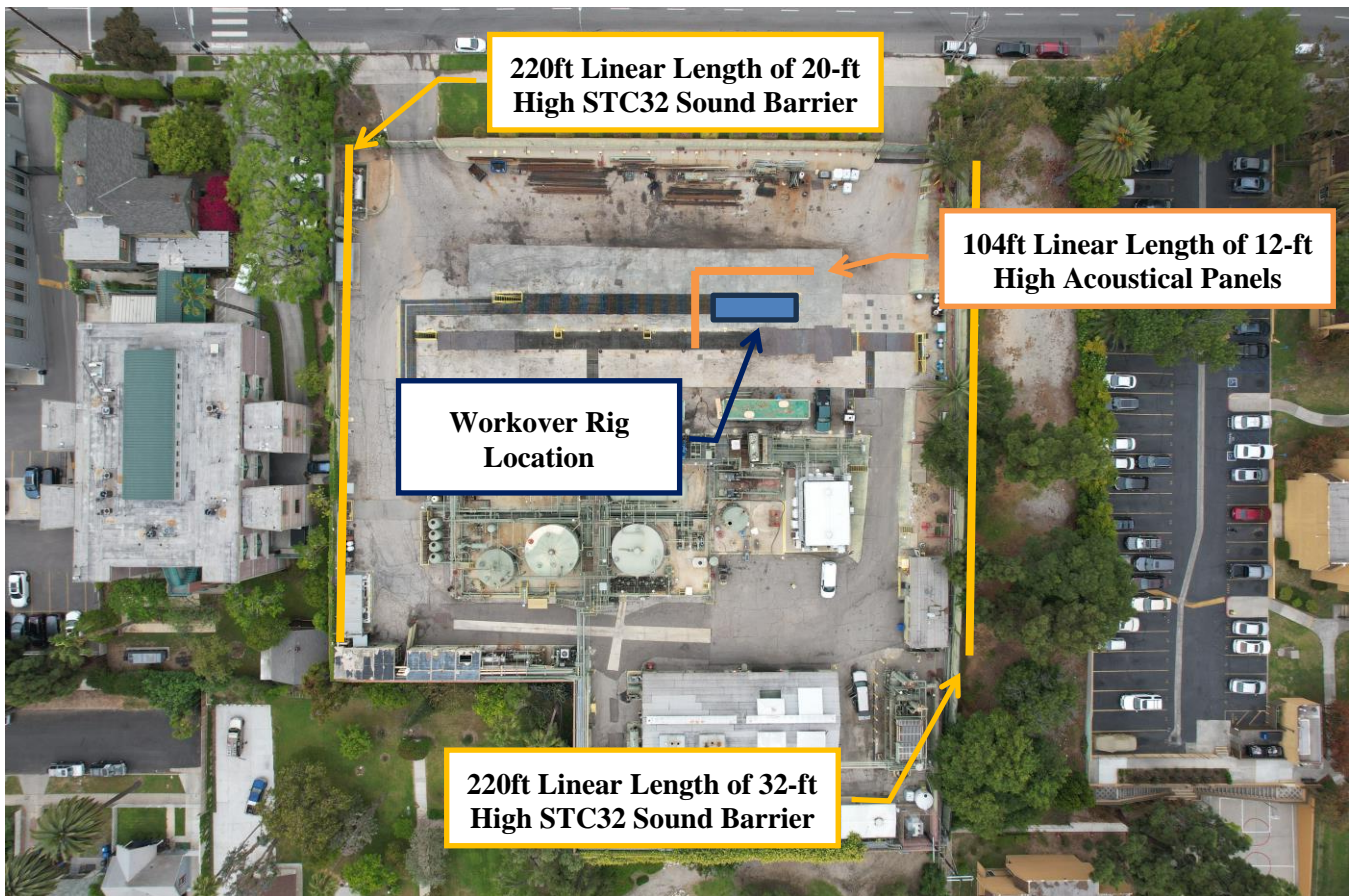 220ft Linear Length of 20-ft
High STC32 Sound Barrier
104ft Linear Length of 12-ft
High Acoustical Panels
Workover Rig
Location
220ft Linear Length of 32-ft
High STC32 Sound Barrier